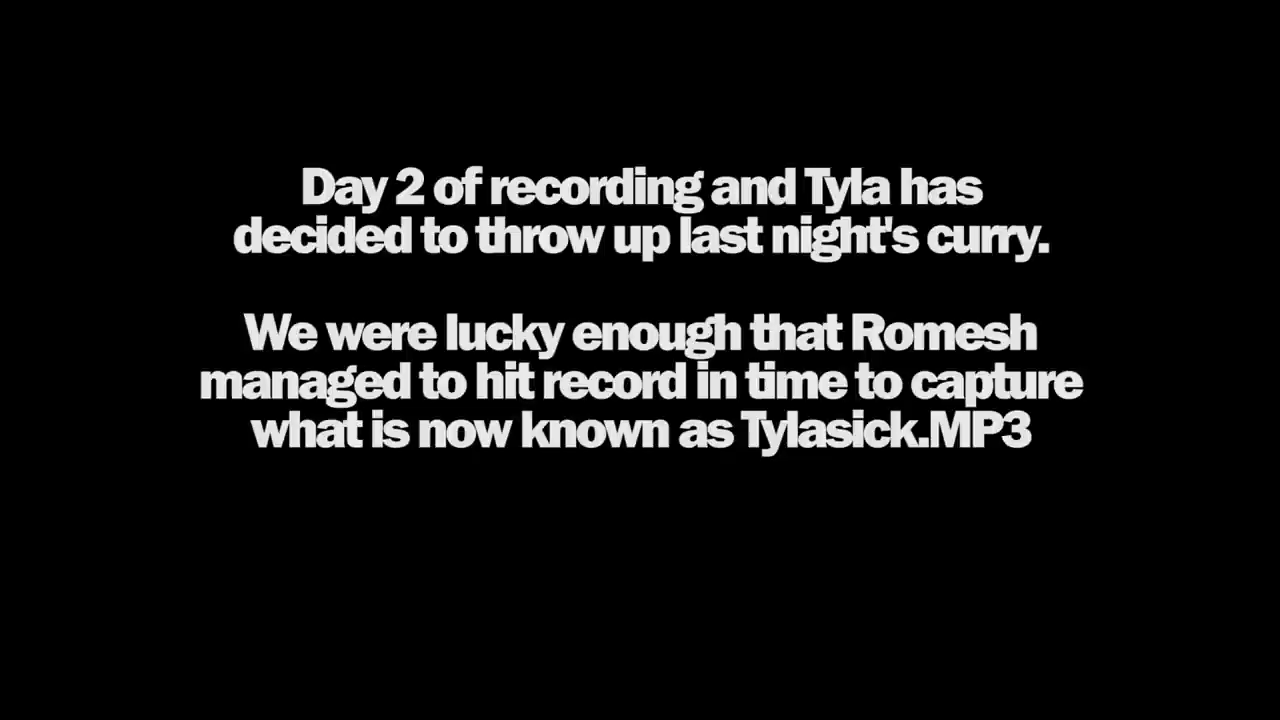 Day 2 of recording and Tyla has
decided to throw up last night's curry.
We were lucky enough that Romesh
managed to hit record in time to capture
what is now known as Tylasick.MP3